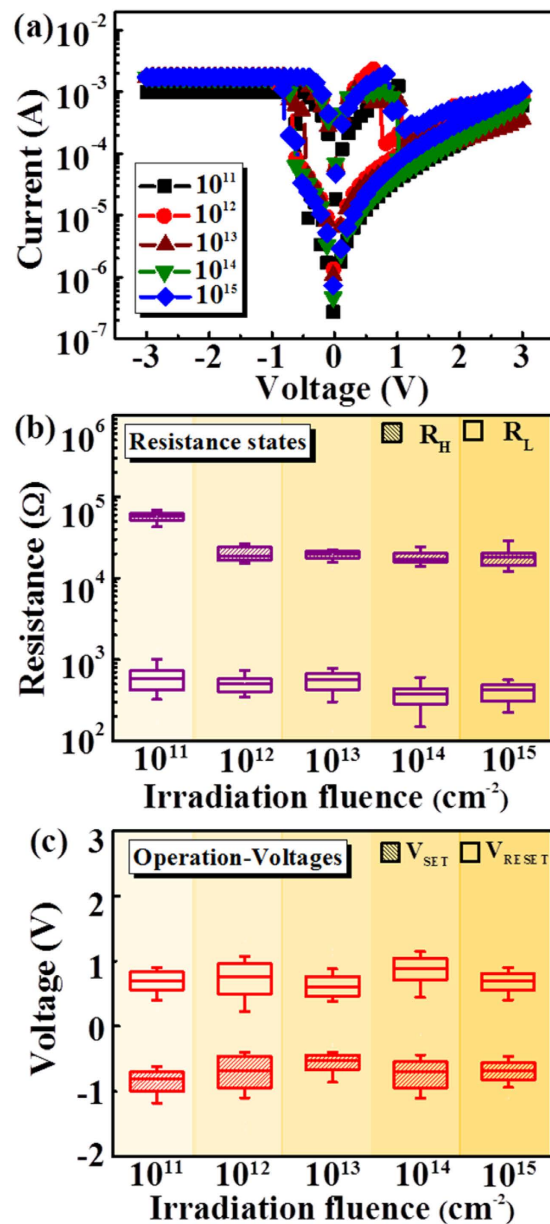 (a)
10⁻²
10⁻³
10⁻⁴
10⁻⁵
10⁻⁶
10⁻⁷
Current (A)
10¹¹
10¹²
10¹³
10¹⁴
10¹⁵
-3 -2 -1 0 1 2 3
Voltage (V)
(b)
Resistance states
R_H R_L
10⁶
10⁵
10⁴
10³
10²
Resistance (Ω)
10¹¹ 10¹² 10¹³ 10¹⁴ 10¹⁵
Irradiation fluence (cm⁻²)
(c)
Operation-Voltages
V_SET V_RESET
3
2
1
0
-1
-2
Voltage (V)
10¹¹ 10¹² 10¹³ 10¹⁴ 10¹⁵
Irradiation fluence (cm⁻²)